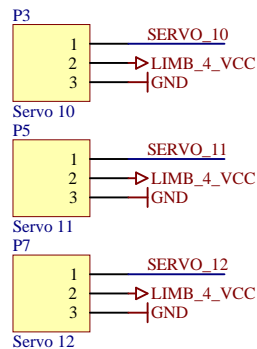 P3
1 SERVO_10
2 LIMB_4_VCC
3 GND
Servo 10
P5
1 SERVO_11
2 LIMB_4_VCC
3 GND
Servo 11
P7
1 SERVO_12
2 LIMB_4_VCC
3 GND
Servo 12